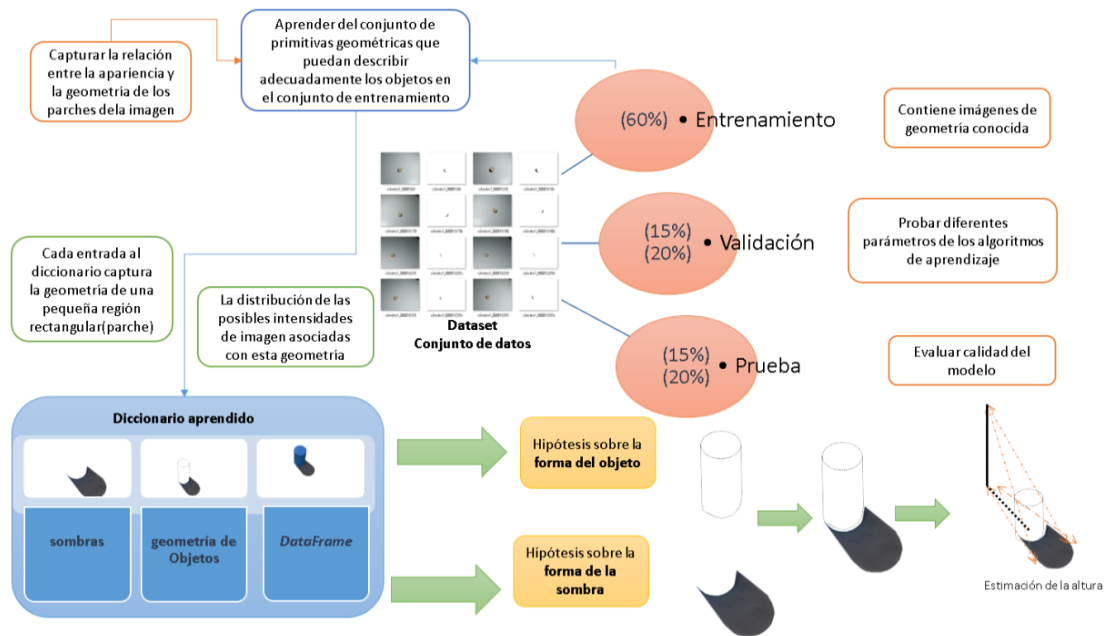 Capturar la relación
entre la apariencia y
la geometría de los
parches dela imagen
Aprender del conjunto de
primitivas geométricas que
puedan describir
adecuadamente los objetos en
el conjunto de entrenamiento
(60%) • Entrenamiento
Contiene imágenes de
geometría conocida
(15%)
(20%)
• Validación
Probar diferentes
parámetros de los algoritmos
de aprendizaje
Cada entrada al
diccionario captura
la geometría de una
pequeña región
rectangular(parche)
La distribución de las
posibles intensidades
de imagen asociadas
con esta geometria
Dataset
Conjunto de datos
(15%)
(20%)
• Prueba
Evaluar calidad del
modelo
Diccionario aprendido
sombras
geometría de
Objetos
DataFrame
Hipótesis sobre la
forma del objeto
Hipótesis sobre la
forma de la
sombra
Estimación de la altura